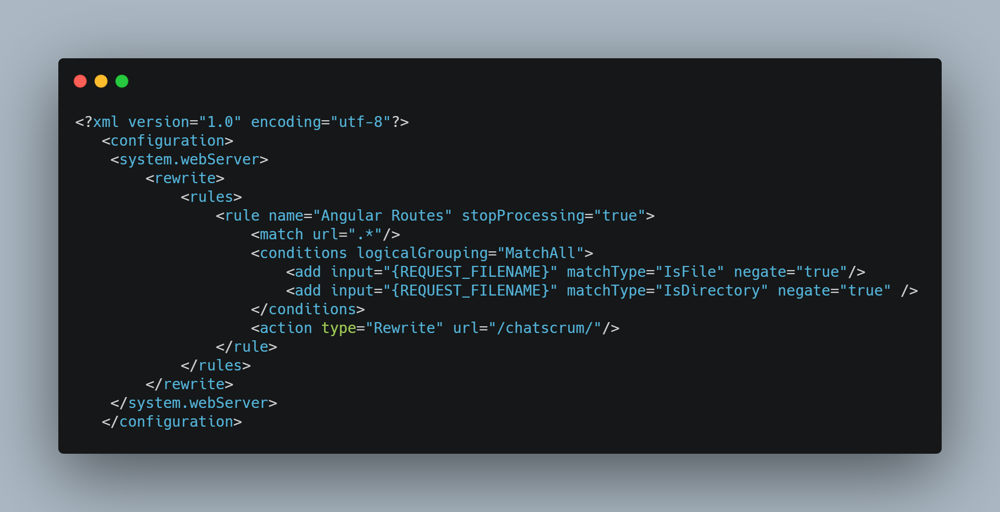 <?xml version="1.0" encoding="utf-8"?>
<configuration>
<system.webServer>
<rewrite>
<rules>
<rule name="Angular Routes" stopProcessing="true">
<match url=".*"/>
<conditions logicalGrouping="MatchAll">
<add input="{REQUEST_FILENAME}" matchType="IsFile" negate="true"/>
<add input="{REQUEST_FILENAME}" matchType="IsDirectory" negate="true" />
</conditions>
<action type="Rewrite" url="/chatscrum/"/>
</rule>
</rules>
</rewrite>
</system.webServer>
</configuration>